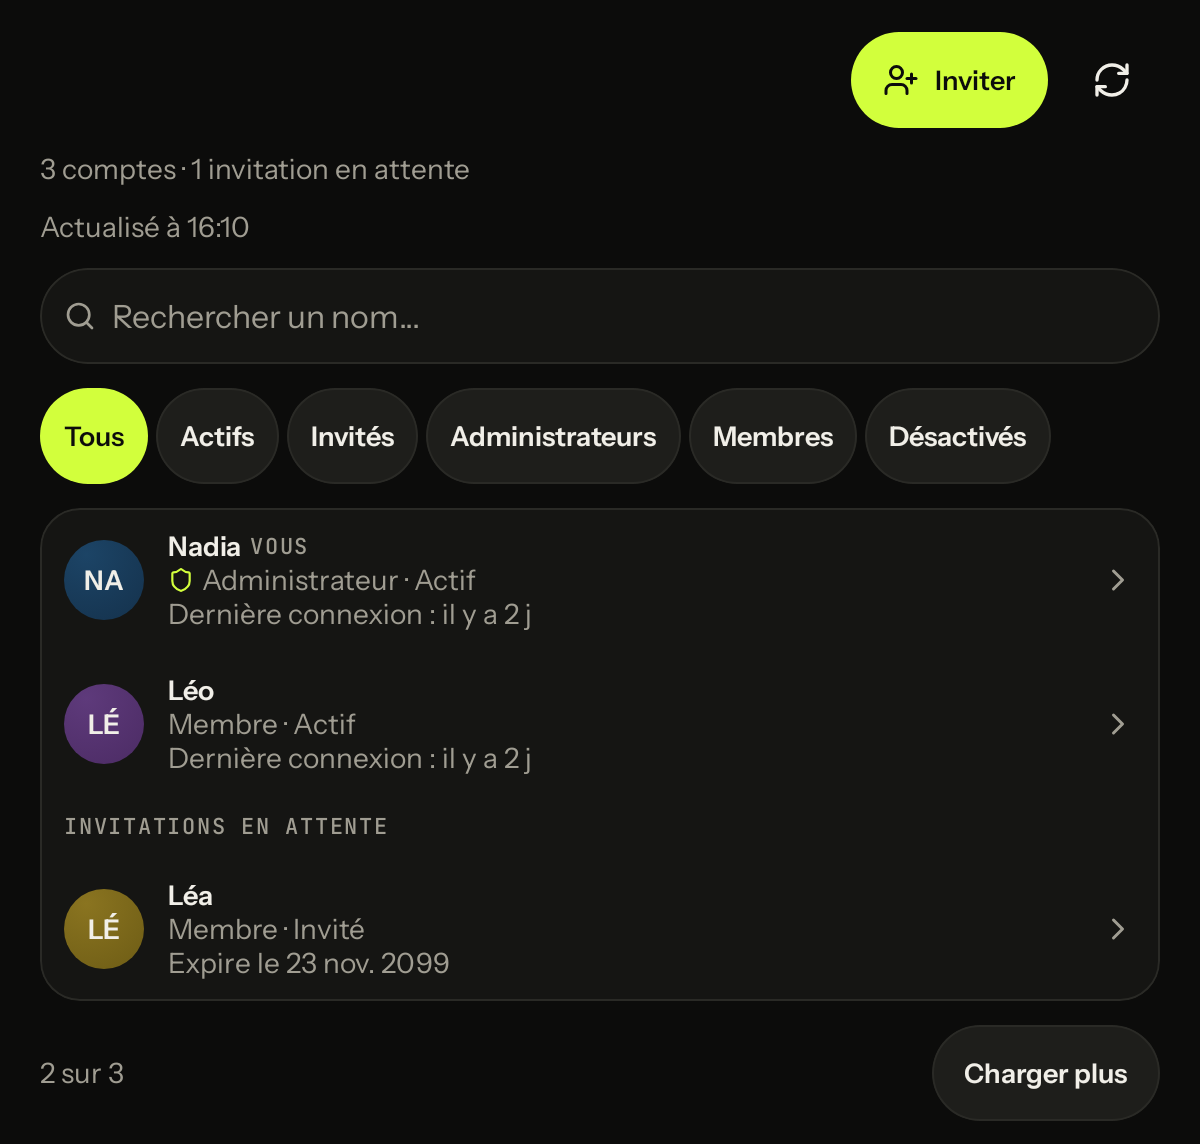 Inviter
3 comptes · 1 invitation en attente
Actualisé à 16:10
Rechercher un nom...
Tous Actifs Invités Administrateurs Membres Désactivés
NA
Nadia VOUS
Administrateur · Actif
Dernière connexion : il y a 2 j
LÉ
Léo
Membre · Actif
Dernière connexion : il y a 2 j
INVITATIONS EN ATTENTE
LÉ
Léa
Membre · Invité
Expire le 23 nov. 2099
2 sur 3
Charger plus